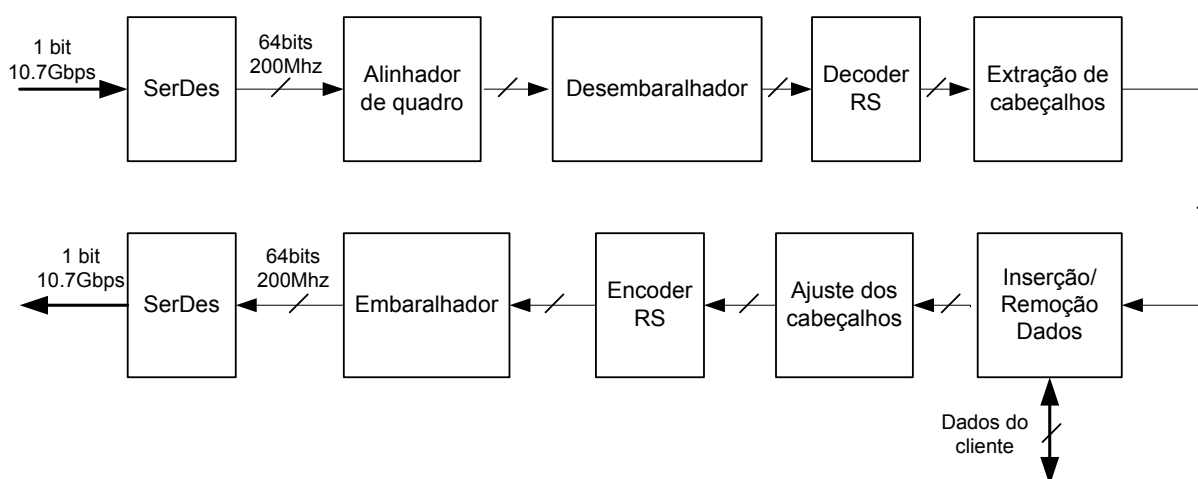 1 bit
10.7Gbps
SerDes
64bits
200Mhz
Alinhador
de quadro
Desembaralhador
Decoder
RS
Extração de
cabeçalhos
1 bit
10.7Gbps
SerDes
64bits
200Mhz
Embaralhador
Encoder
RS
Ajuste dos
cabeçalhos
Inserção/
Remoção
Dados
Dados do
cliente